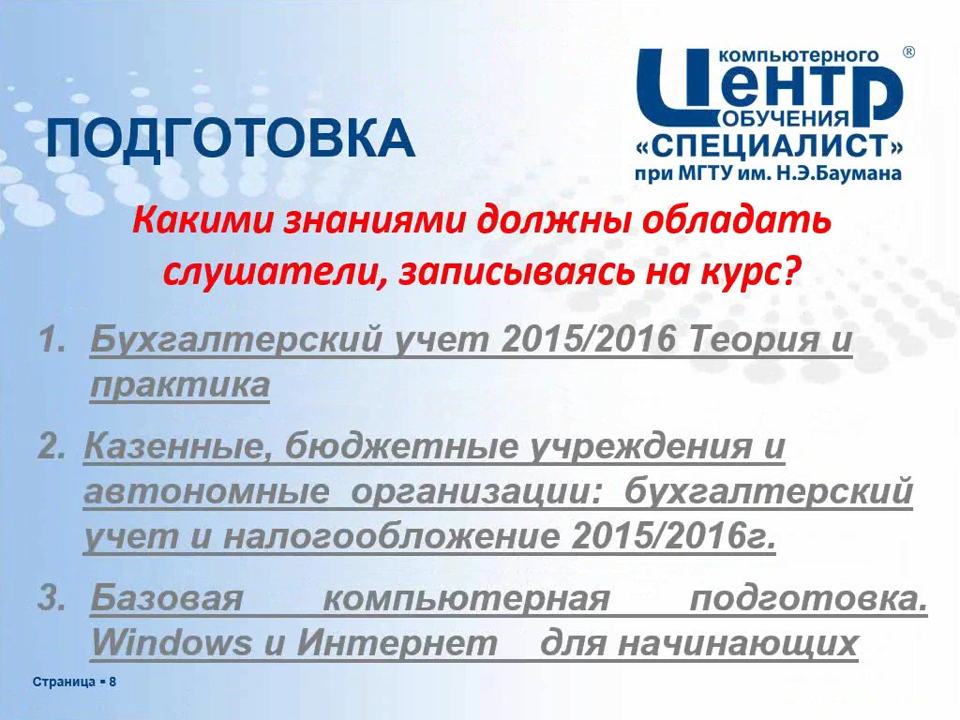 компьютерного ®
Центр
обучения
«СПЕЦИАЛИСТ»
при МГТУ им. Н.Э.Баумана
ПОДГОТОВКА
Какими знаниями должны обладать
слушатели, записываясь на курс?
1. Бухгалтерский учет 2015/2016 Теория и
практика
2. Казенные, бюджетные учреждения и
автономные организации: бухгалтерский
учет и налогообложение 2015/2016г.
3. Базовая компьютерная подготовка.
Windows и Интернет для начинающих
Страница ▪ 8